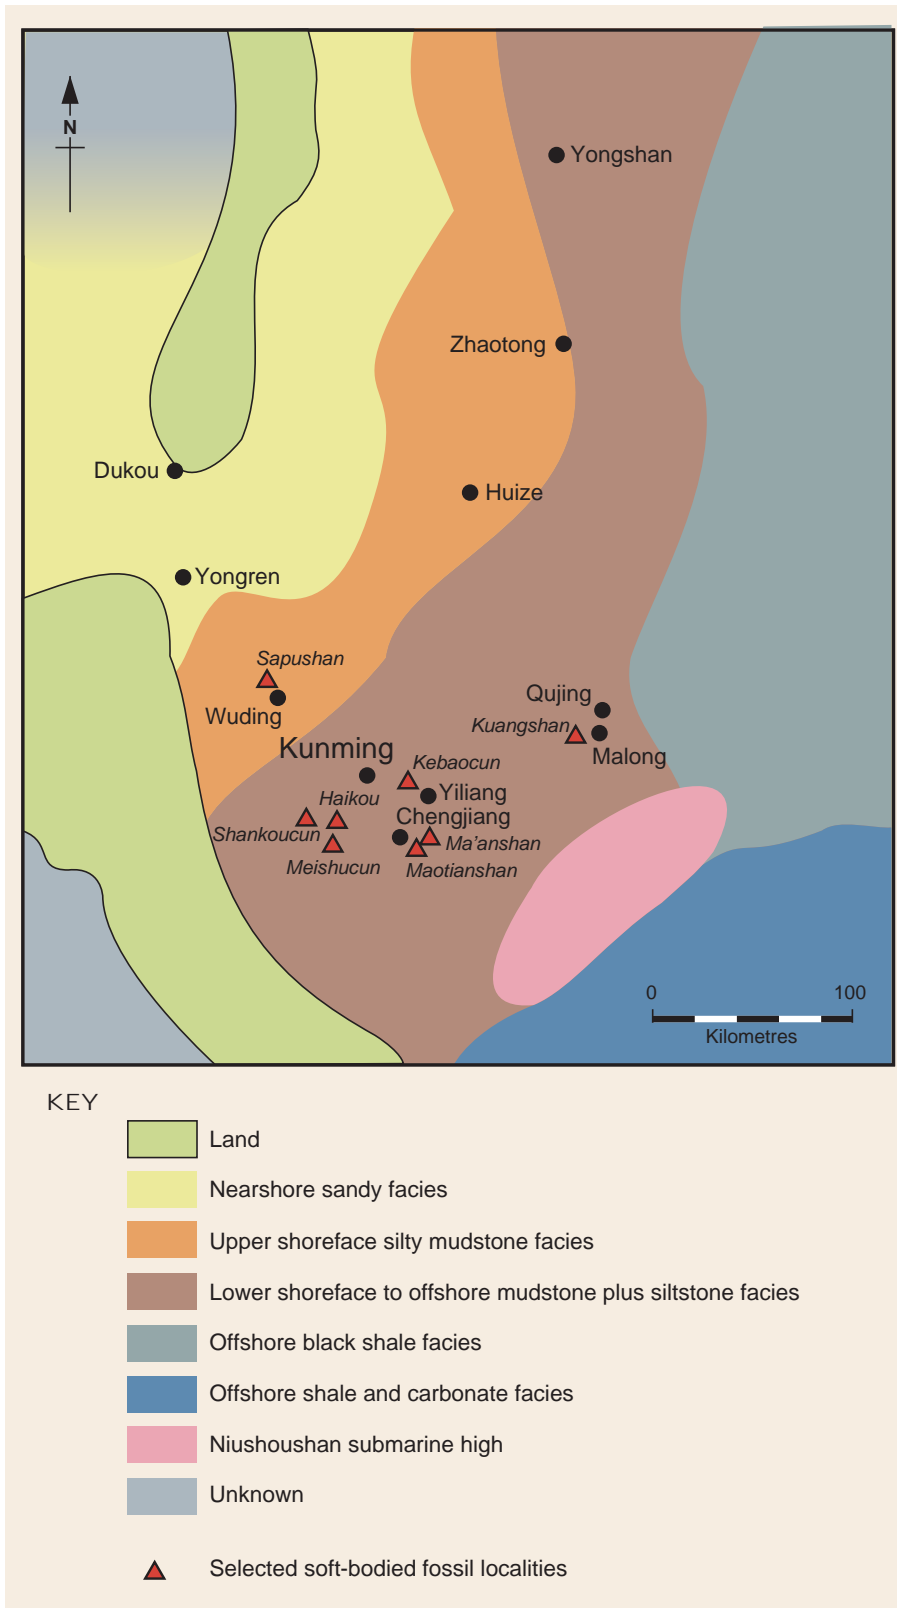 N
Yongshan
Zhaotong
Dukou
Huize
Yongren
Sapushan
Wuding
Qujing
Kuangshan
Malong
Kunming
Kebaocun
Yiliang
Haikou
Chengjiang
Shankoucun
Ma'anshan
Meishucun
Maotianshan
0 100
Kilometres
KEY
Land
Nearshore sandy facies
Upper shoreface silty mudstone facies
Lower shoreface to offshore mudstone plus siltstone facies
Offshore black shale facies
Offshore shale and carbonate facies
Niushoushan submarine high
Unknown
Selected soft-bodied fossil localities